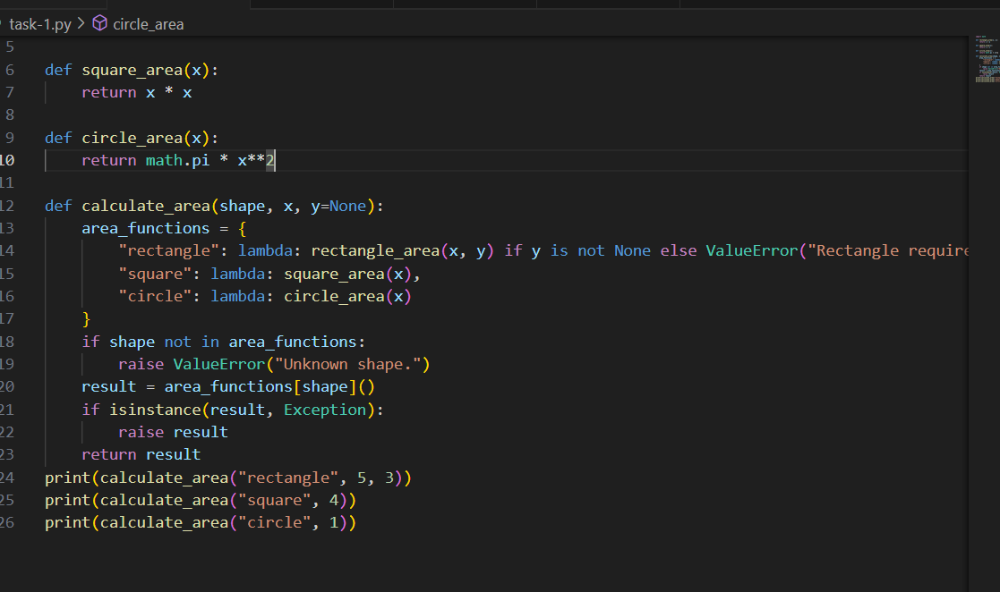 task-1.py > circle_area
5
6 def square_area(x):
7     return x * x
8
9 def circle_area(x):
10     return math.pi * x**2
11
12 def calculate_area(shape, x, y=None):
13     area_functions = {
14         "rectangle": lambda: rectangle_area(x, y) if y is not None else ValueError("Rectangle require
15         "square": lambda: square_area(x),
16         "circle": lambda: circle_area(x)
17     }
18     if shape not in area_functions:
19         raise ValueError("Unknown shape.")
20     result = area_functions[shape]()
21     if isinstance(result, Exception):
22         raise result
23     return result
24 print(calculate_area("rectangle", 5, 3))
25 print(calculate_area("square", 4))
26 print(calculate_area("circle", 1))